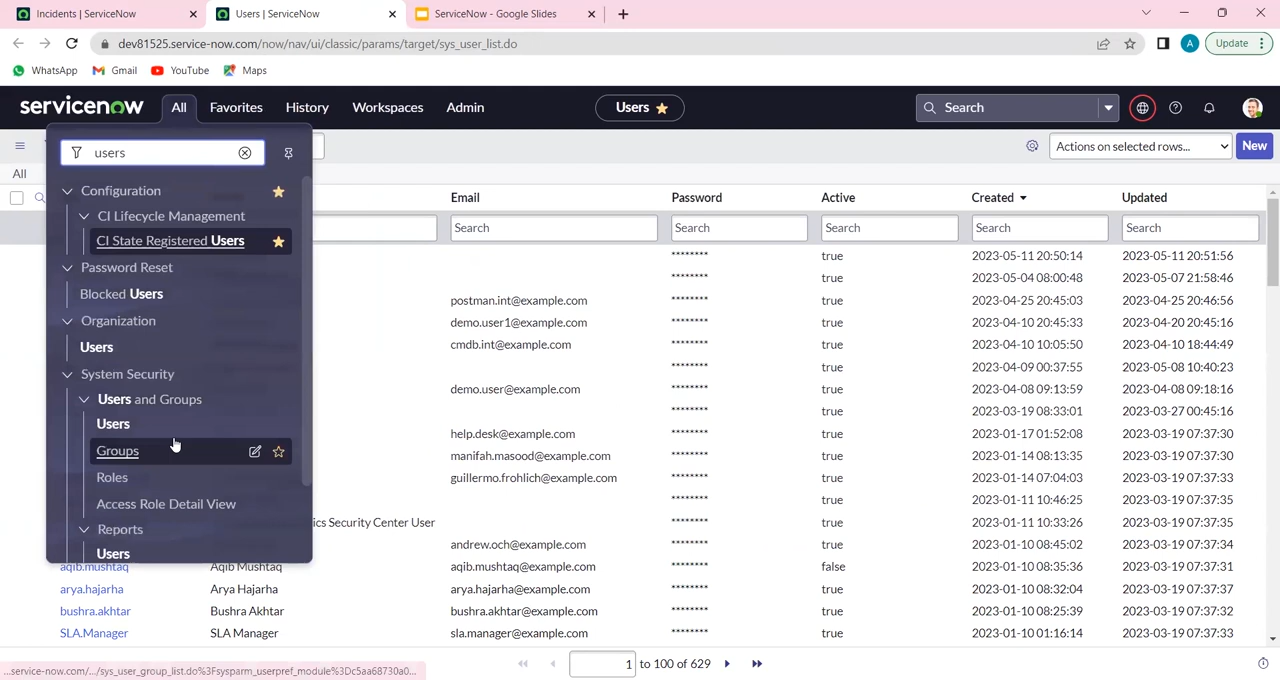 Incidents | ServiceNow
Users | ServiceNow
ServiceNow - Google Slides
dev81525.service-now.com/now/nav/ui/classic/params/target/sys_user_list.do
A
Update
WhatsApp
Gmail
YouTube
Maps
servicenow
All
Favorites
History
Workspaces
Admin
Users
Search
users
Actions on selected rows...
New
All
Email
Password
Active
Created
Updated
Search
Search
Search
Search
Search
Configuration
CI Lifecycle Management
CI State Registered Users
Password Reset
Blocked Users
Organization
Users
System Security
Users and Groups
Users
Groups
Roles
Access Role Detail View
Reports
Users
******** true 2023-05-11 20:50:14 2023-05-11 20:51:56
******** true 2023-05-04 08:00:48 2023-05-07 21:58:46
postman.int@example.com ******** true 2023-04-25 20:45:03 2023-04-25 20:46:56
demo.user1@example.com ******** true 2023-04-10 20:45:33 2023-04-20 20:45:16
cmdb.int@example.com ******** true 2023-04-10 10:05:50 2023-04-10 18:44:49
******** true 2023-04-09 00:37:55 2023-05-08 10:40:23
demo.user@example.com ******** true 2023-04-08 09:13:59 2023-04-08 09:18:16
******** true 2023-03-19 08:33:01 2023-03-27 00:45:16
help.desk@example.com ******** true 2023-01-17 01:52:08 2023-03-19 07:37:30
manifah.masood@example.com ******** true 2023-01-14 08:13:35 2023-03-19 07:37:30
guillermo.frohlich@example.com ******** true 2023-01-14 07:04:03 2023-03-19 07:37:33
******** true 2023-01-11 10:46:25 2023-03-19 07:37:35
ics Security Center User ******** true 2023-01-11 10:33:26 2023-03-19 07:37:35
andrew.och@example.com ******** true 2023-01-10 08:45:02 2023-03-19 07:37:34
aqib.mushtaq Aqib Mushtaq aqib.mushtaq@example.com ******** false 2023-01-10 08:35:36 2023-03-19 07:37:31
arya.hajarha Arya Hajarha arya.hajarha@example.com ******** true 2023-01-10 08:32:04 2023-03-19 07:37:37
bushra.akhtar Bushra Akhtar bushra.akhtar@example.com ******** true 2023-01-10 08:25:39 2023-03-19 07:37:32
SLA.Manager SLA Manager sla.manager@example.com ******** true 2023-01-10 01:16:14 2023-03-19 07:37:33
1 to 100 of 629
...service-now.com/.../sys_user_group_list.do%3Fsysparm_userpref_module%3Dc5aa68730a0...